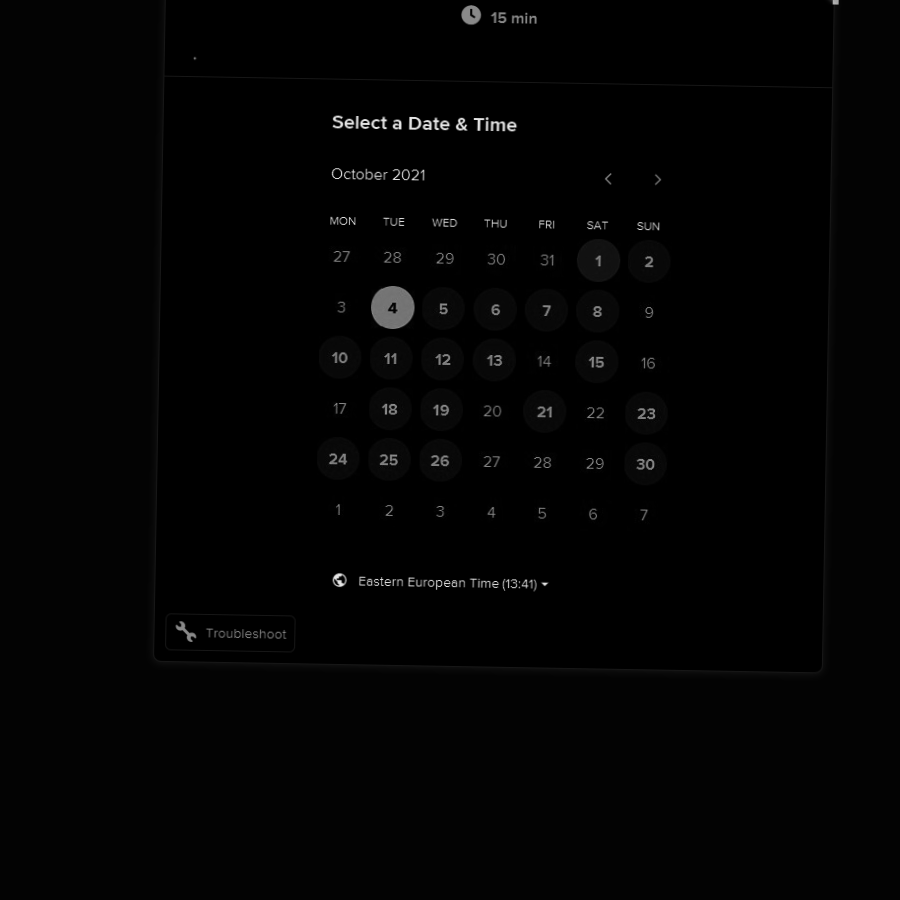 15 min
.
Select a Date & Time
October 2021
MON TUE WED THU FRI SAT SUN
27 28 29 30 31 1 2
3 4 5 6 7 8 9
10 11 12 13 14 15 16
17 18 19 20 21 22 23
24 25 26 27 28 29 30
1 2 3 4 5 6 7
Eastern European Time (13:41)
Troubleshoot